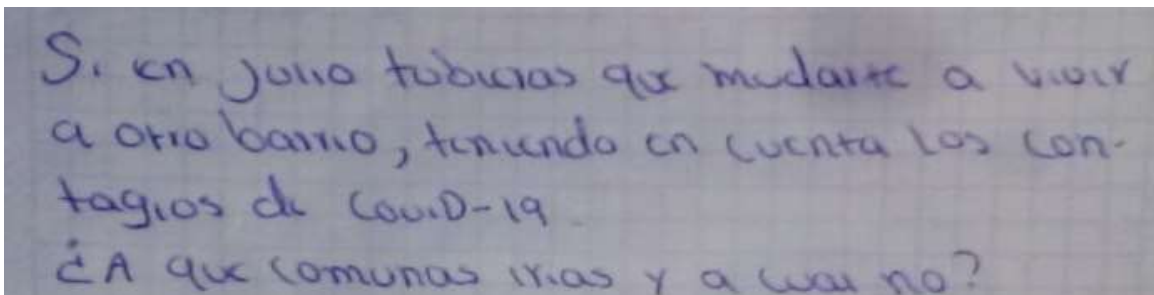 Si en julio tubieras que mudarte a vivir
a otro barrio, teniendo en cuenta los con-
tagios de CoviD-19
¿A que comunas irias y a cual no?